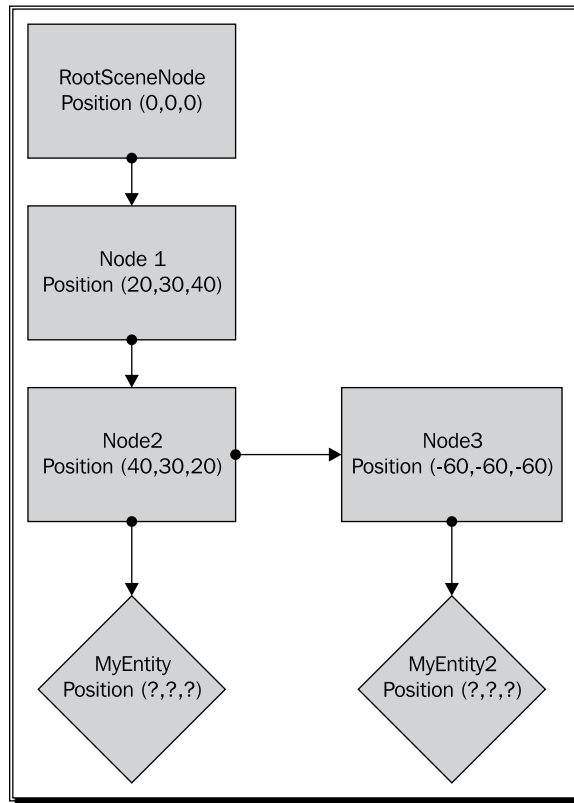 RootSceneNode
Position (0,0,0)
Node 1
Position (20,30,40)
Node2
Position (40,30,20)
Node3
Position (-60,-60,-60)
MyEntity
Position (?,?,?)
MyEntity2
Position (?,?,?)